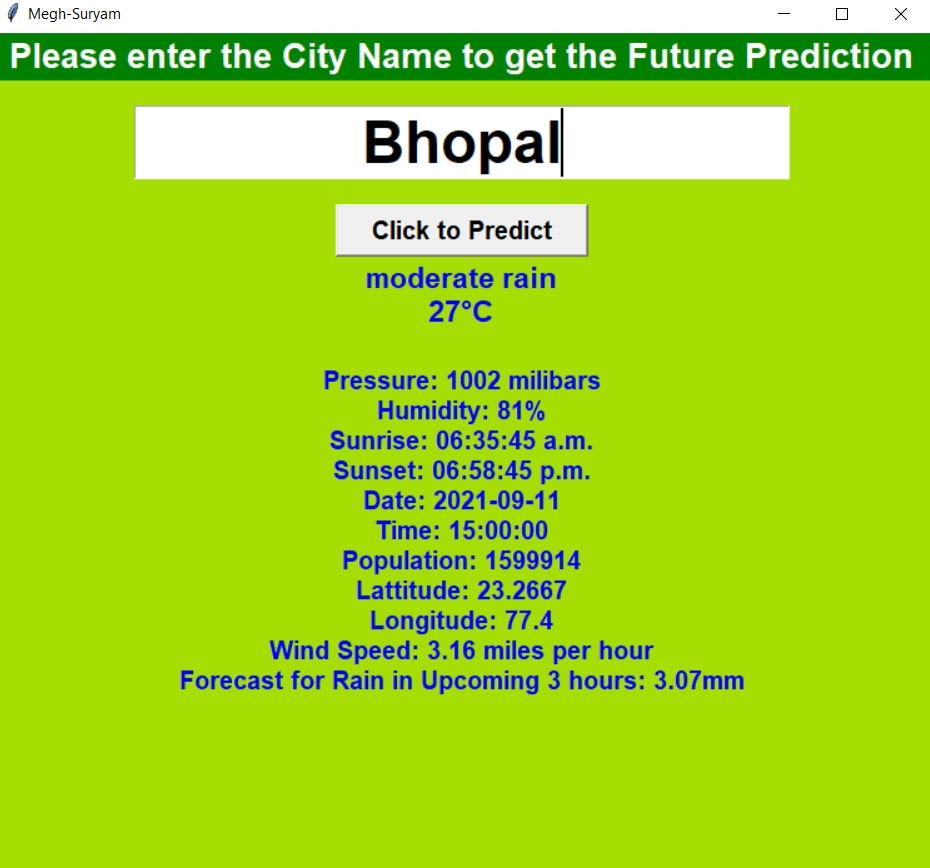 Megh-Suryam
Please enter the City Name to get the Future Prediction
Bhopal
Click to Predict
moderate rain
27°C
Pressure: 1002 milibars
Humidity: 81%
Sunrise: 06:35:45 a.m.
Sunset: 06:58:45 p.m.
Date: 2021-09-11
Time: 15:00:00
Population: 1599914
Lattitude: 23.2667
Longitude: 77.4
Wind Speed: 3.16 miles per hour
Forecast for Rain in Upcoming 3 hours: 3.07mm